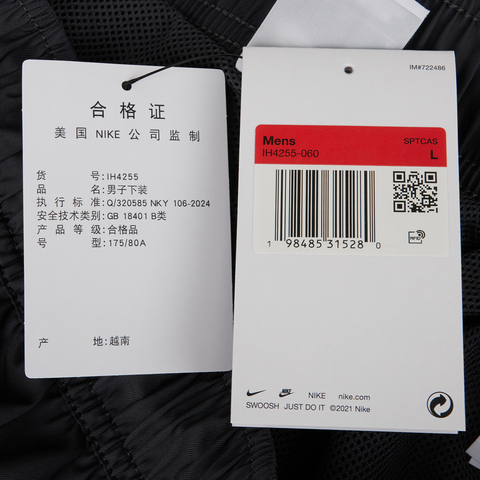 合格证
美国 NIKE 公司监制
货号:IH4255
品名:男子下装
执行标准:Q/320585 NKY 106-2024
安全技术类别:GB 18401 B类
产品等级:合格品
号型:175/80A
产地:越南
IM#722486
Mens SPTCAS
IH4255-060 L
1 98485 31528 0
RFID
NIKE nike.com
SWOOSH JUST DO IT ©2021 Nike